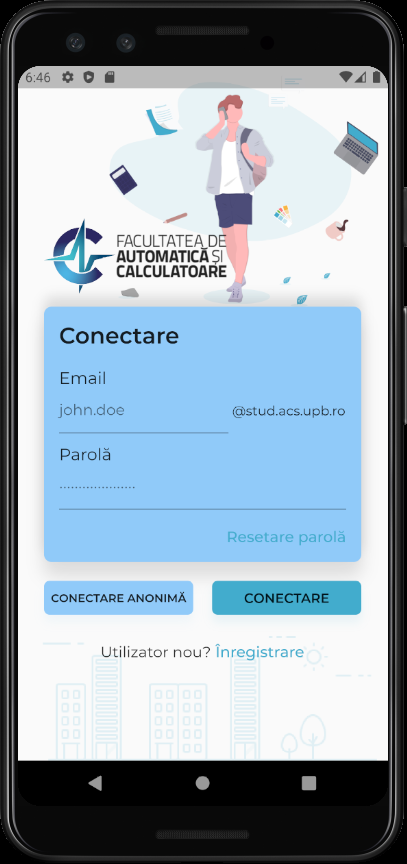 6:46
FACULTATEA DE
AUTOMATICĂ ȘI
CALCULATOARE
Conectare
Email
john.doe @stud.acs.upb.ro
Parolă
Resetare parolă
CONECTARE ANONIMĂ CONECTARE
Utilizator nou? Înregistrare